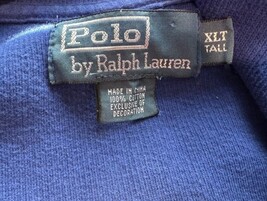 Polo
by Ralph Lauren
XLT
TALL
MADE IN CHINA
100% COTTON
EXCLUSIVE OF
DECORATION